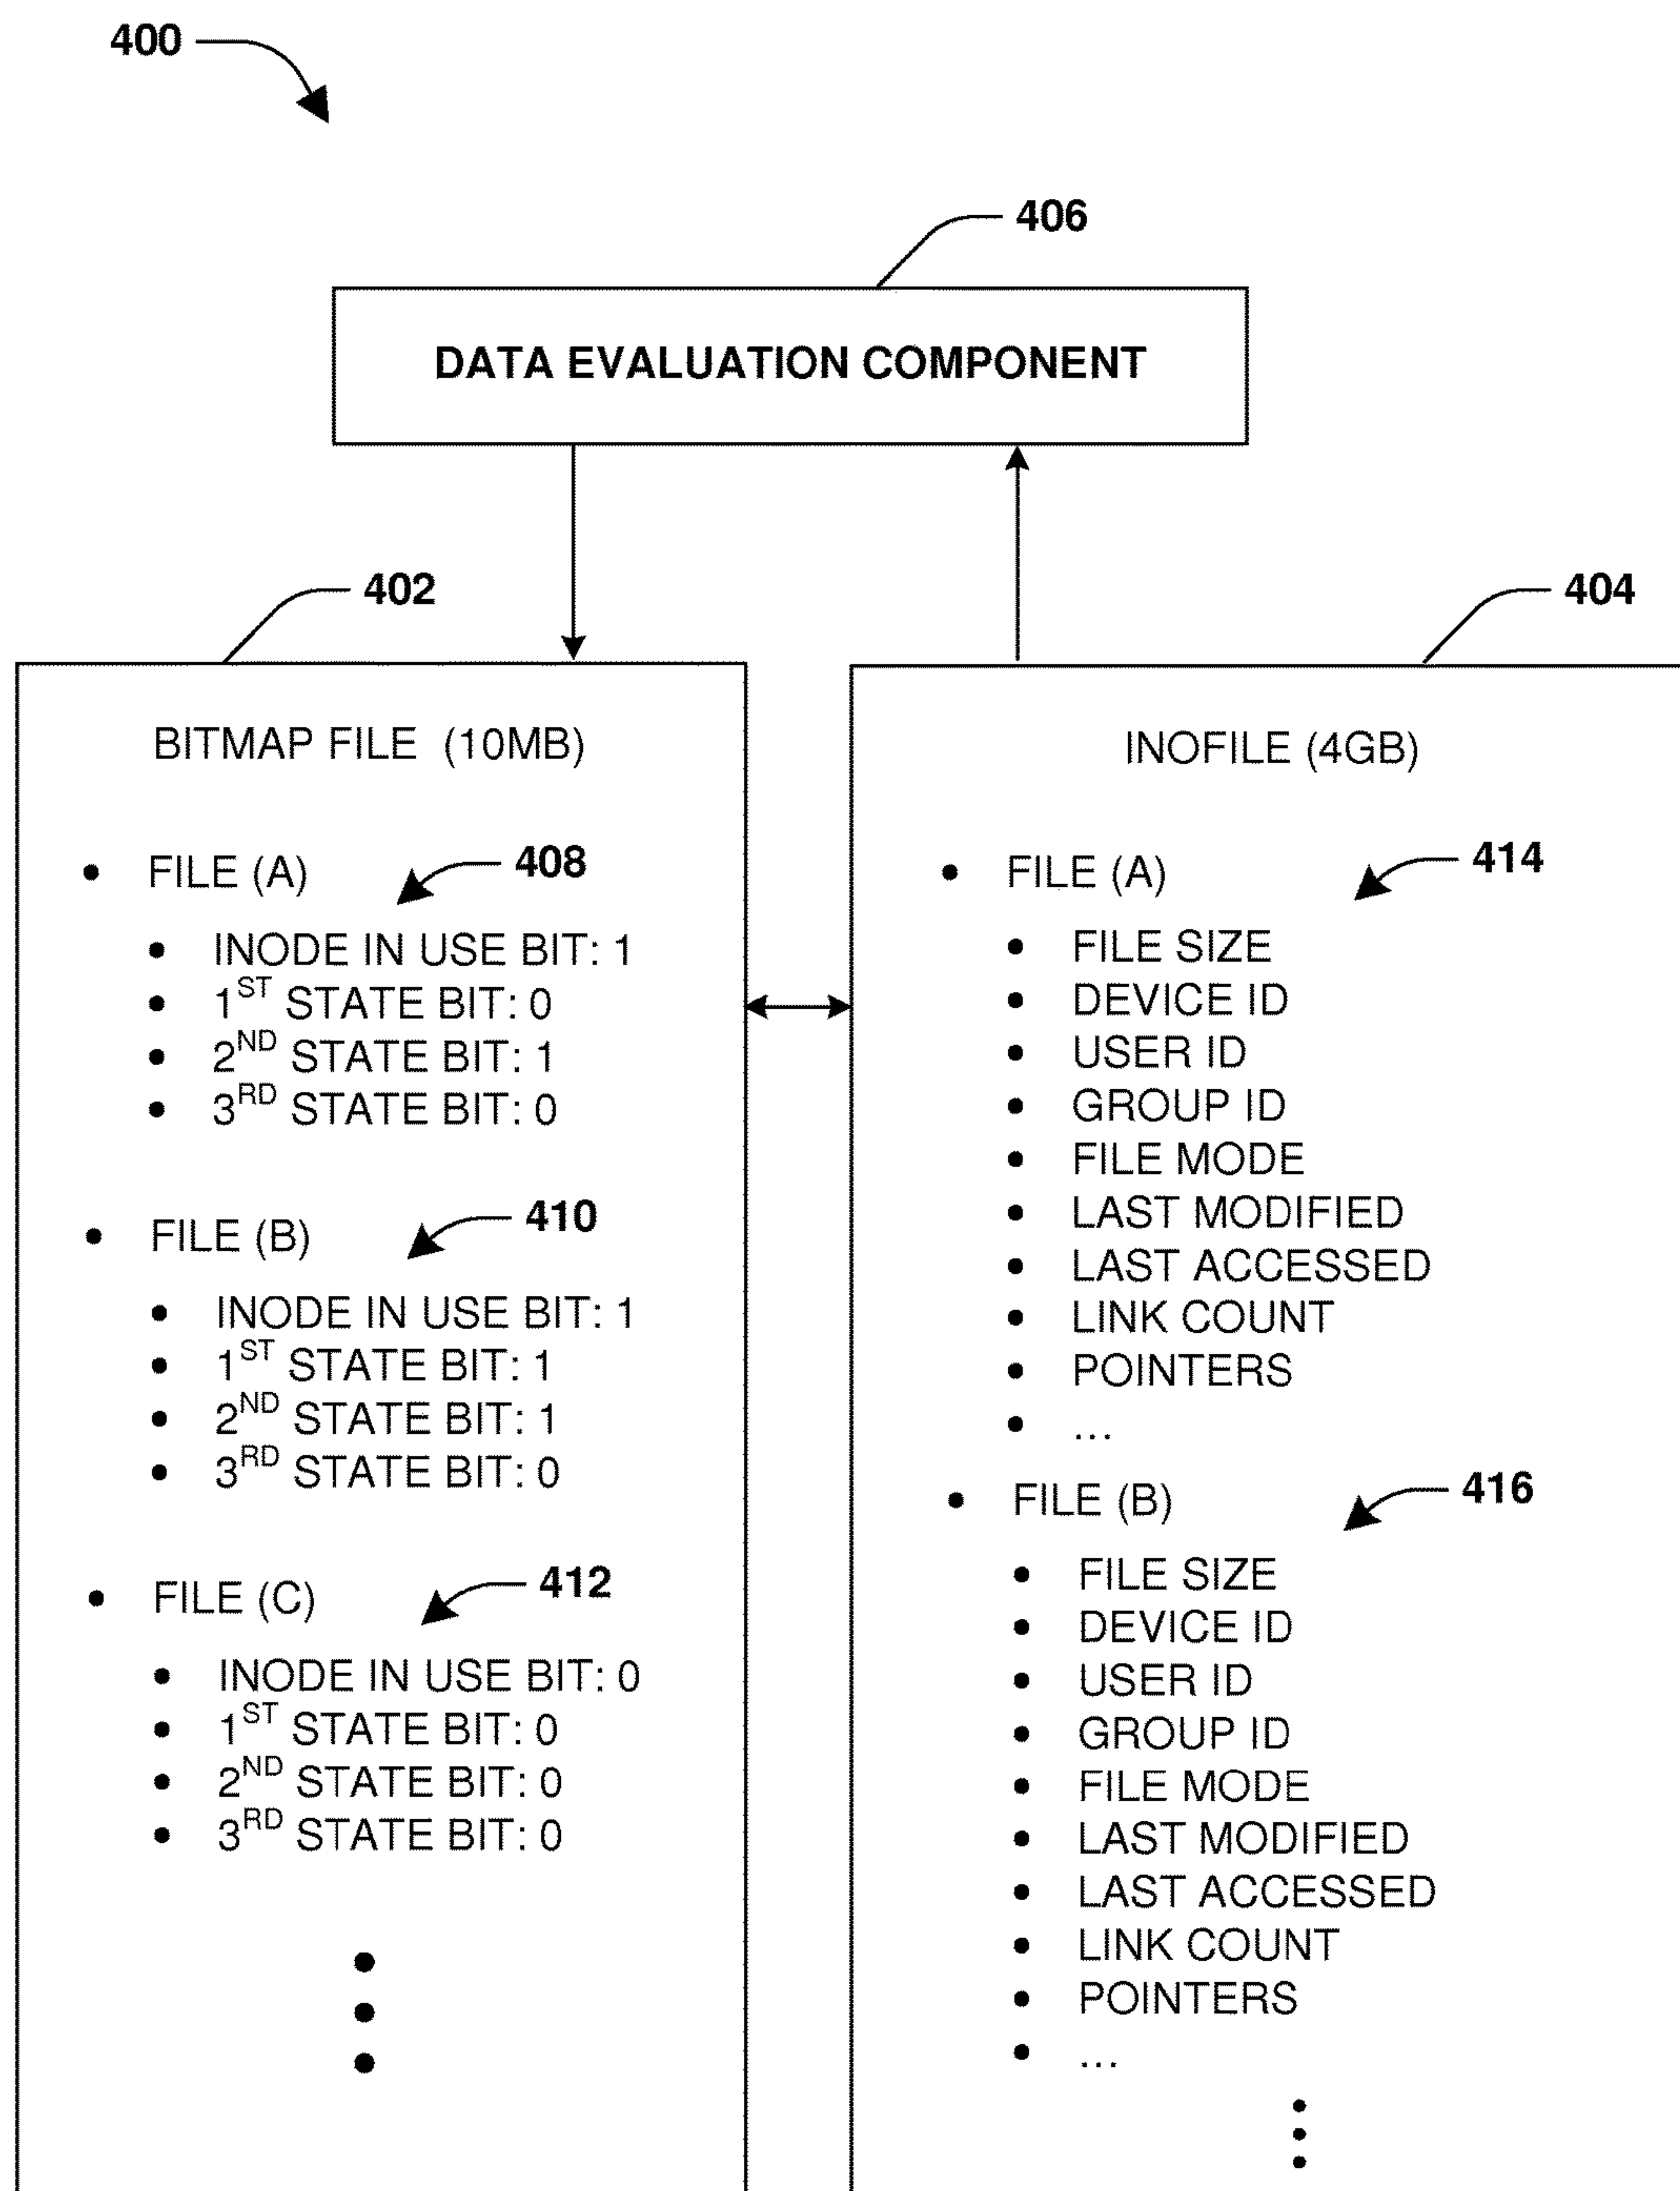 400
406
DATA EVALUATION COMPONENT
402
404
BITMAP FILE (10MB)
• FILE (A)
408
• INODE IN USE BIT: 1
• 1ST STATE BIT: 0
• 2ND STATE BIT: 1
• 3RD STATE BIT: 0
• FILE (B)
410
• INODE IN USE BIT: 1
• 1ST STATE BIT: 1
• 2ND STATE BIT: 1
• 3RD STATE BIT: 0
• FILE (C)
412
• INODE IN USE BIT: 0
• 1ST STATE BIT: 0
• 2ND STATE BIT: 0
• 3RD STATE BIT: 0
INOFILE (4GB)
• FILE (A)
414
• FILE SIZE
• DEVICE ID
• USER ID
• GROUP ID
• FILE MODE
• LAST MODIFIED
• LAST ACCESSED
• LINK COUNT
• POINTERS
• ...
• FILE (B)
416
• FILE SIZE
• DEVICE ID
• USER ID
• GROUP ID
• FILE MODE
• LAST MODIFIED
• LAST ACCESSED
• LINK COUNT
• POINTERS
• ...